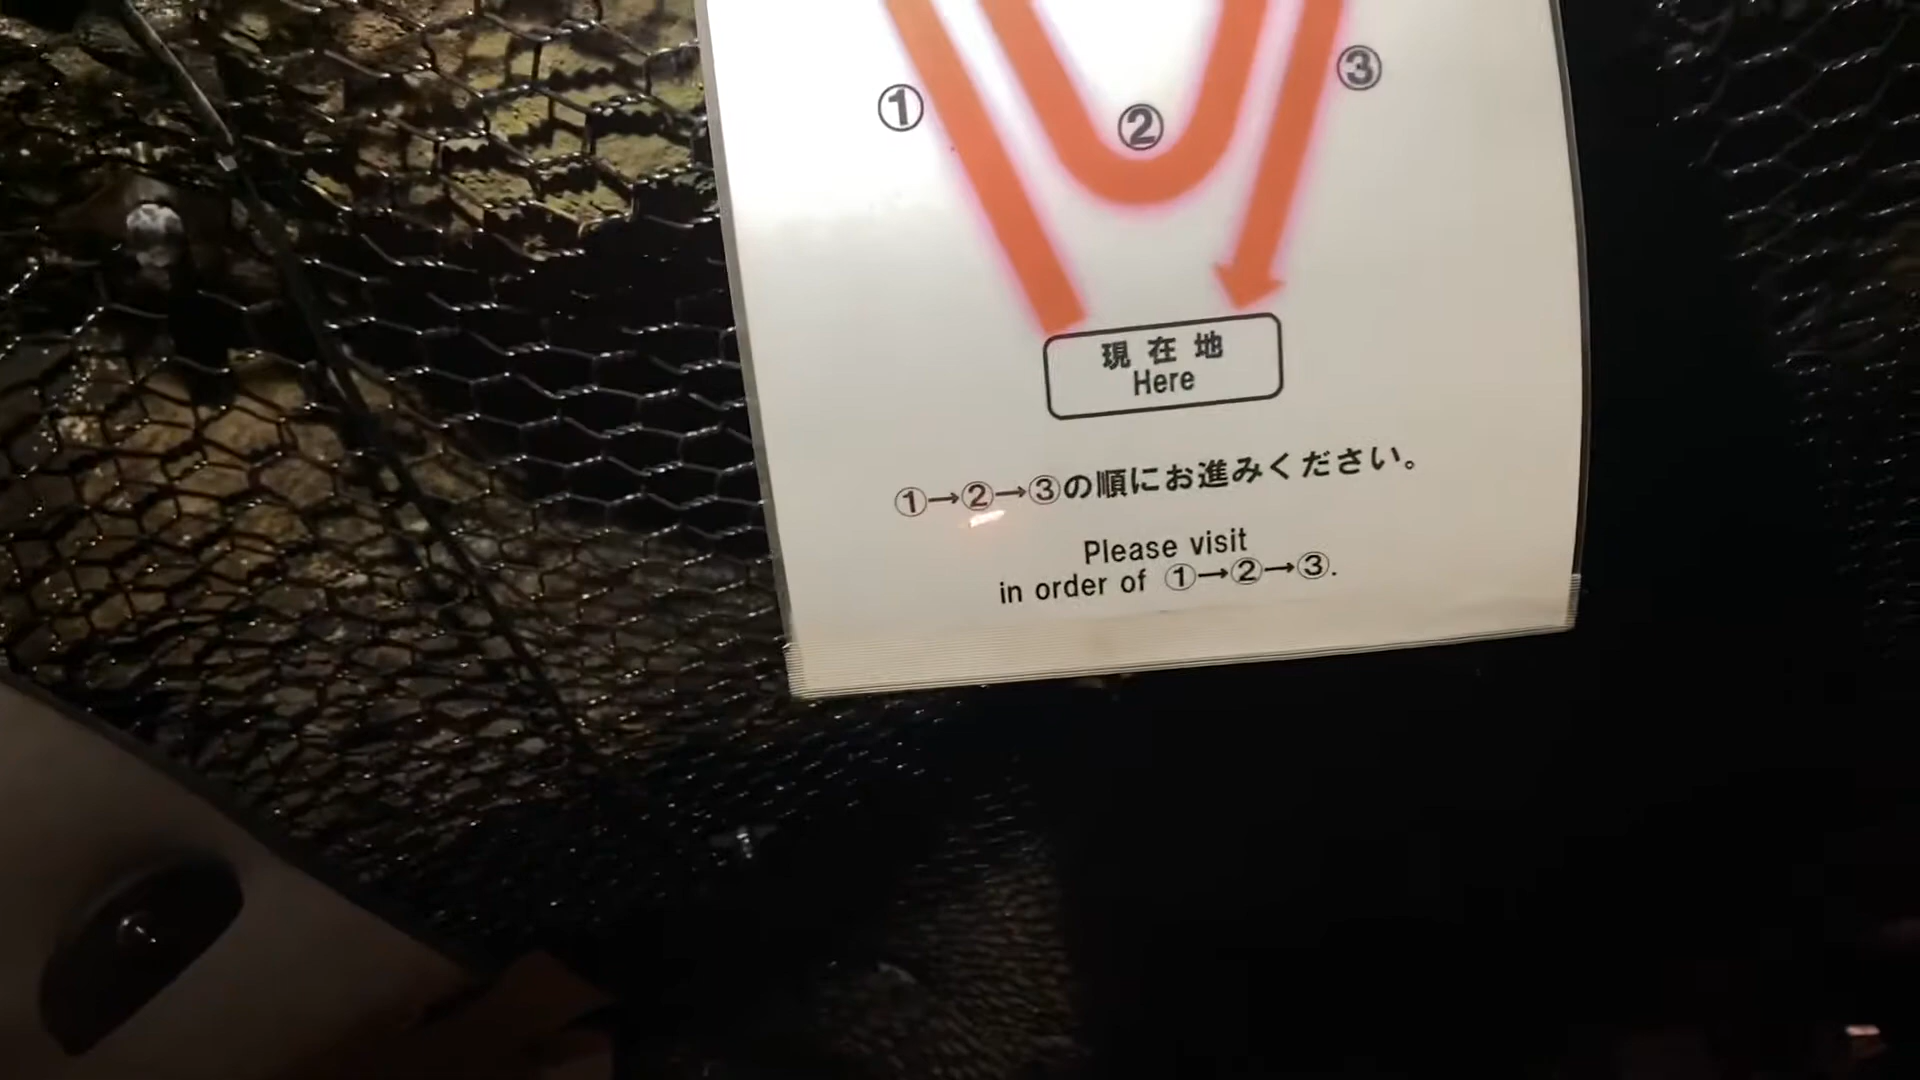 ① ② ③
現在地
Here
①→②→③の順にお進みください。
Please visit
in order of ①→②→③.